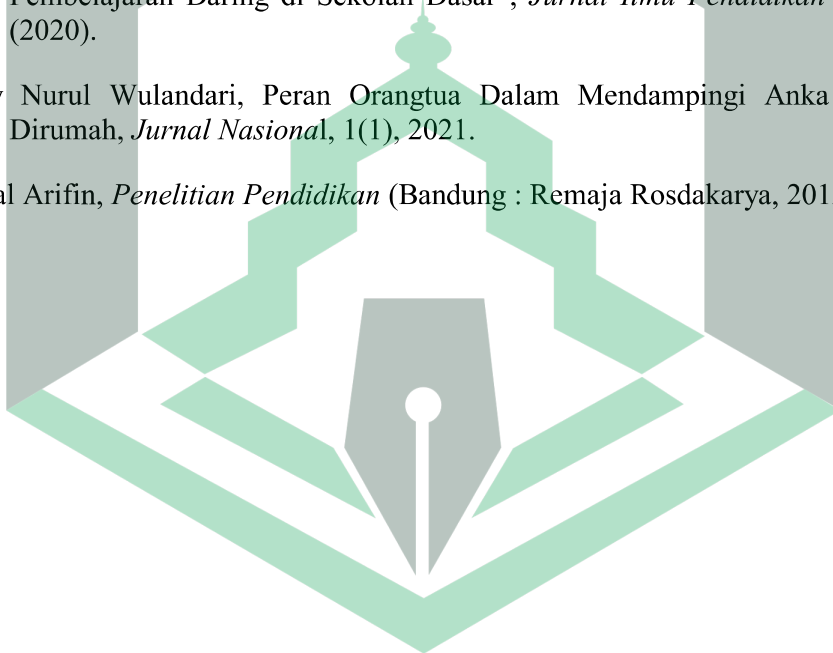 Pembelajaran Daring di Sekolah Dasar", Jurnal Ilmu Pendidikan
(2020).
Nurul Wulandari, Peran Orangtua Dalam Mendampingi Anka
Dirumah, Jurnal Nasional, 1(1), 2021.
al Arifin, Penelitian Pendidikan (Bandung : Remaja Rosdakarya, 201